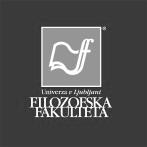 ®
Univerza v Ljubljani
FILOZOFSKA
FAKULTETA